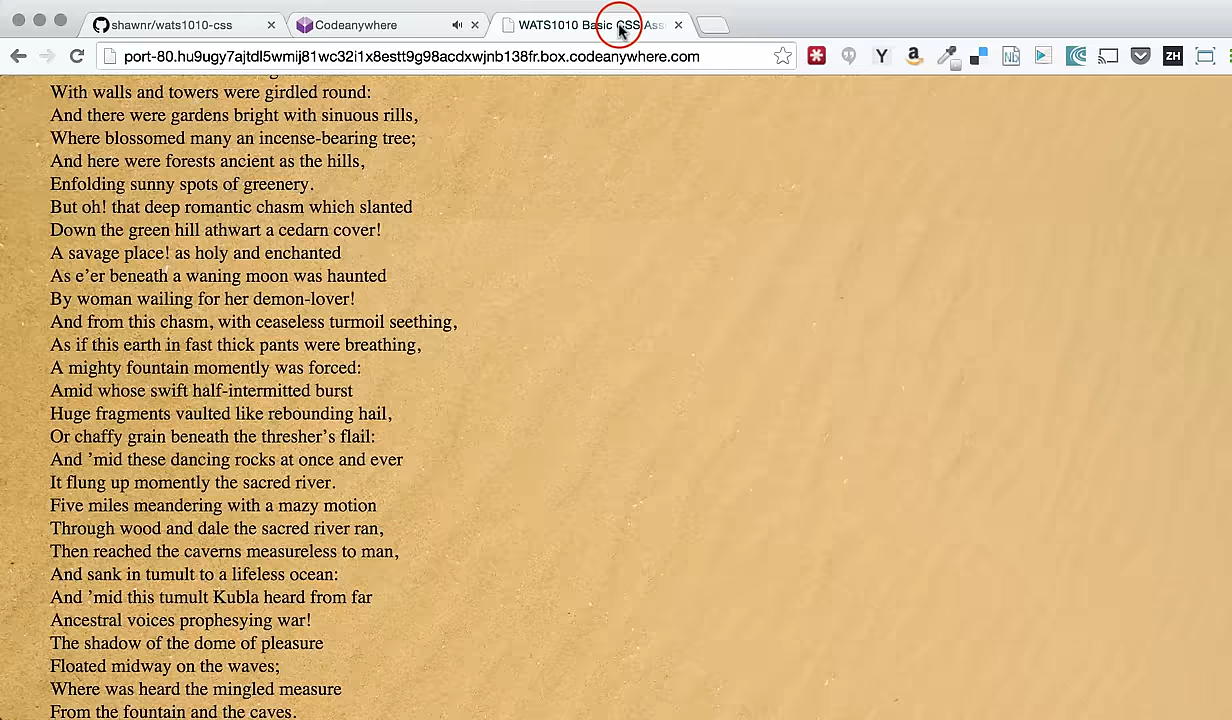 shawnr/wats1010-css
Codeanywhere
WATS1010 Basic CSS Ass
port-80.hu9ugy7ajtdl5wmij81wc32i1x8estt9g98acdxwjnb138fr.box.codeanywhere.com
Y
a
Nb
ZH
With walls and towers were girdled round:
And there were gardens bright with sinuous rills,
Where blossomed many an incense-bearing tree;
And here were forests ancient as the hills,
Enfolding sunny spots of greenery.
But oh! that deep romantic chasm which slanted
Down the green hill athwart a cedarn cover!
A savage place! as holy and enchanted
As e’er beneath a waning moon was haunted
By woman wailing for her demon-lover!
And from this chasm, with ceaseless turmoil seething,
As if this earth in fast thick pants were breathing,
A mighty fountain momently was forced:
Amid whose swift half-intermitted burst
Huge fragments vaulted like rebounding hail,
Or chaffy grain beneath the thresher’s flail:
And ’mid these dancing rocks at once and ever
It flung up momently the sacred river.
Five miles meandering with a mazy motion
Through wood and dale the sacred river ran,
Then reached the caverns measureless to man,
And sank in tumult to a lifeless ocean:
And ’mid this tumult Kubla heard from far
Ancestral voices prophesying war!
The shadow of the dome of pleasure
Floated midway on the waves;
Where was heard the mingled measure
From the fountain and the caves.